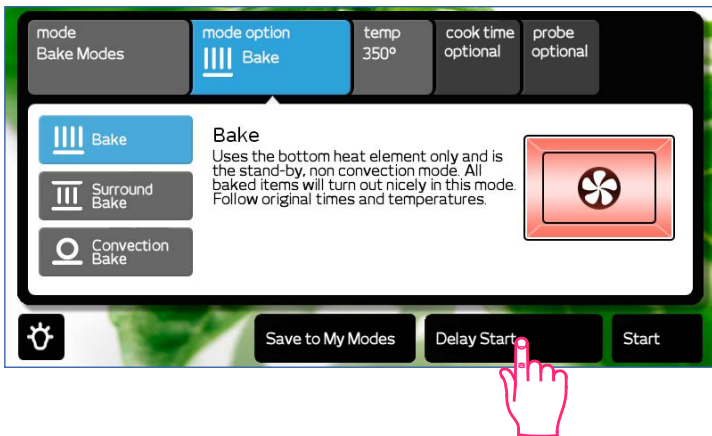 mode
Bake Modes
mode option
Bake
temp
350°
cook time
optional
probe
optional
Bake
Surround
Bake
Convection
Bake
Bake
Uses the bottom heat element only and is
the stand-by, non convection mode. All
baked items will turn out nicely in this mode.
Follow original times and temperatures.
Save to My Modes
Delay Start
Start